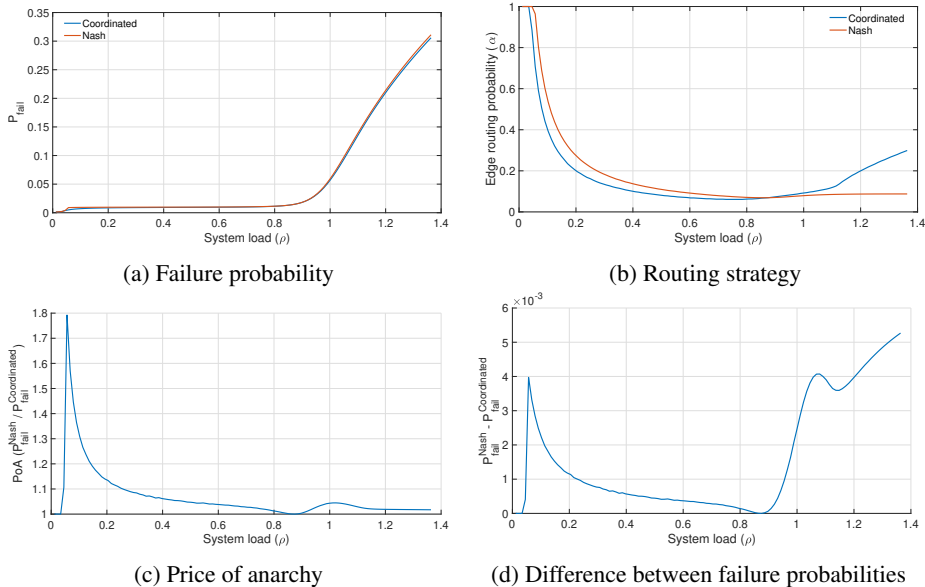 Coordinated
Nash
0.35
0.3
0.25
0.2
0.15
0.1
0.05
0
P_fail
0 0.2 0.4 0.6 0.8 1 1.2 1.4
System load (ρ)
(a) Failure probability
Coordinated
Nash
1
0.8
0.6
0.4
0.2
0
Edge routing probability (α)
0 0.2 0.4 0.6 0.8 1 1.2 1.4
System load (ρ)
(b) Routing strategy
1.8
1.7
1.6
1.5
1.4
1.3
1.2
1.1
1
PoA (P_fail^Nash / P_fail^Coordinated)
0 0.2 0.4 0.6 0.8 1 1.2 1.4
System load (ρ)
(c) Price of anarchy
×10^-3
6
5
4
3
2
1
0
P_fail^Nash - P_fail^Coordinated
0 0.2 0.4 0.6 0.8 1 1.2 1.4
System load (ρ)
(d) Difference between failure probabilities